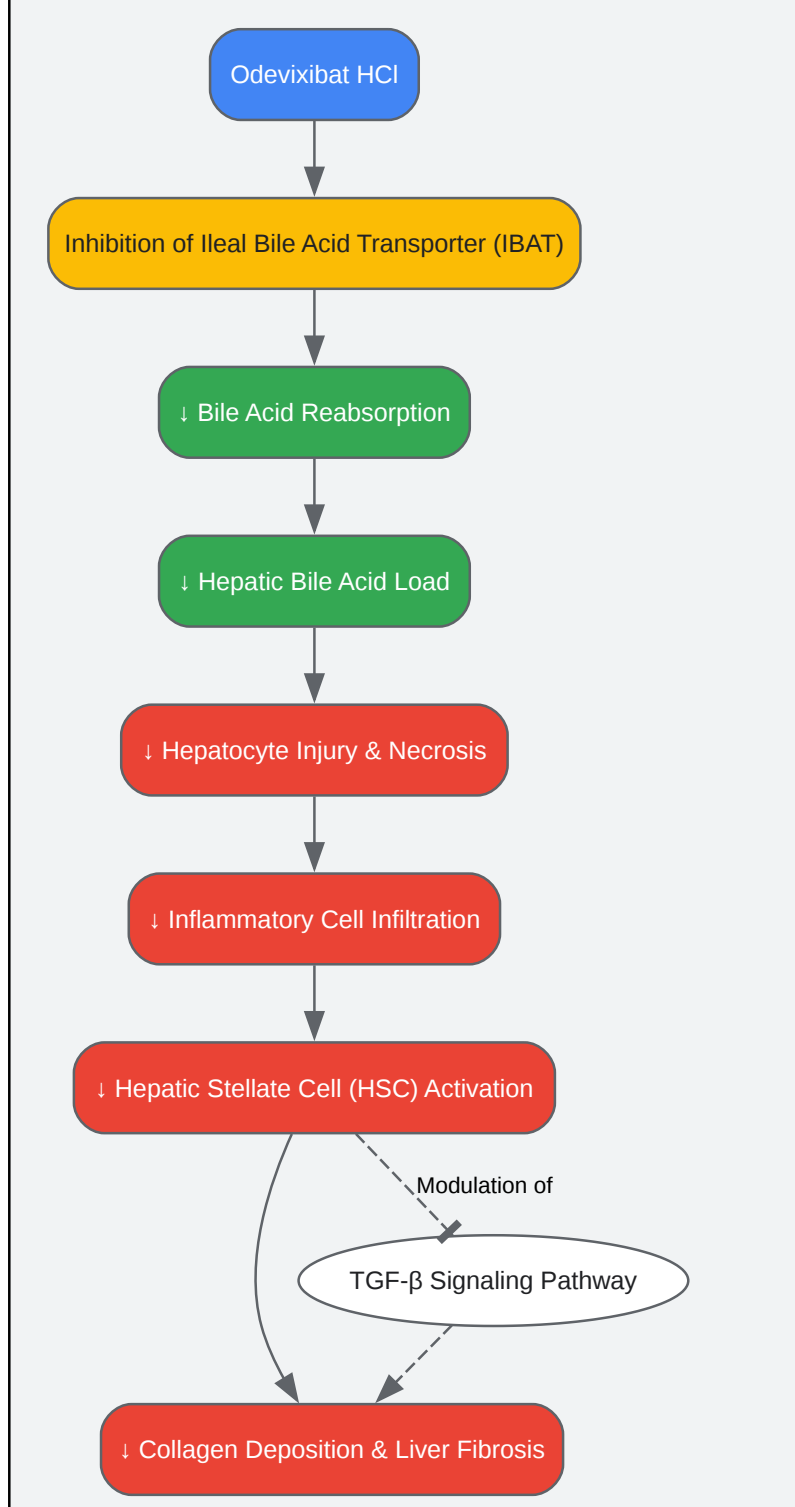 Odevixibat HCl
Inhibition of Ileal Bile Acid Transporter (IBAT)
↓ Bile Acid Reabsorption
↓ Hepatic Bile Acid Load
↓ Hepatocyte Injury & Necrosis
↓ Inflammatory Cell Infiltration
↓ Hepatic Stellate Cell (HSC) Activation
Modulation of
TGF-β Signaling Pathway
↓ Collagen Deposition & Liver Fibrosis